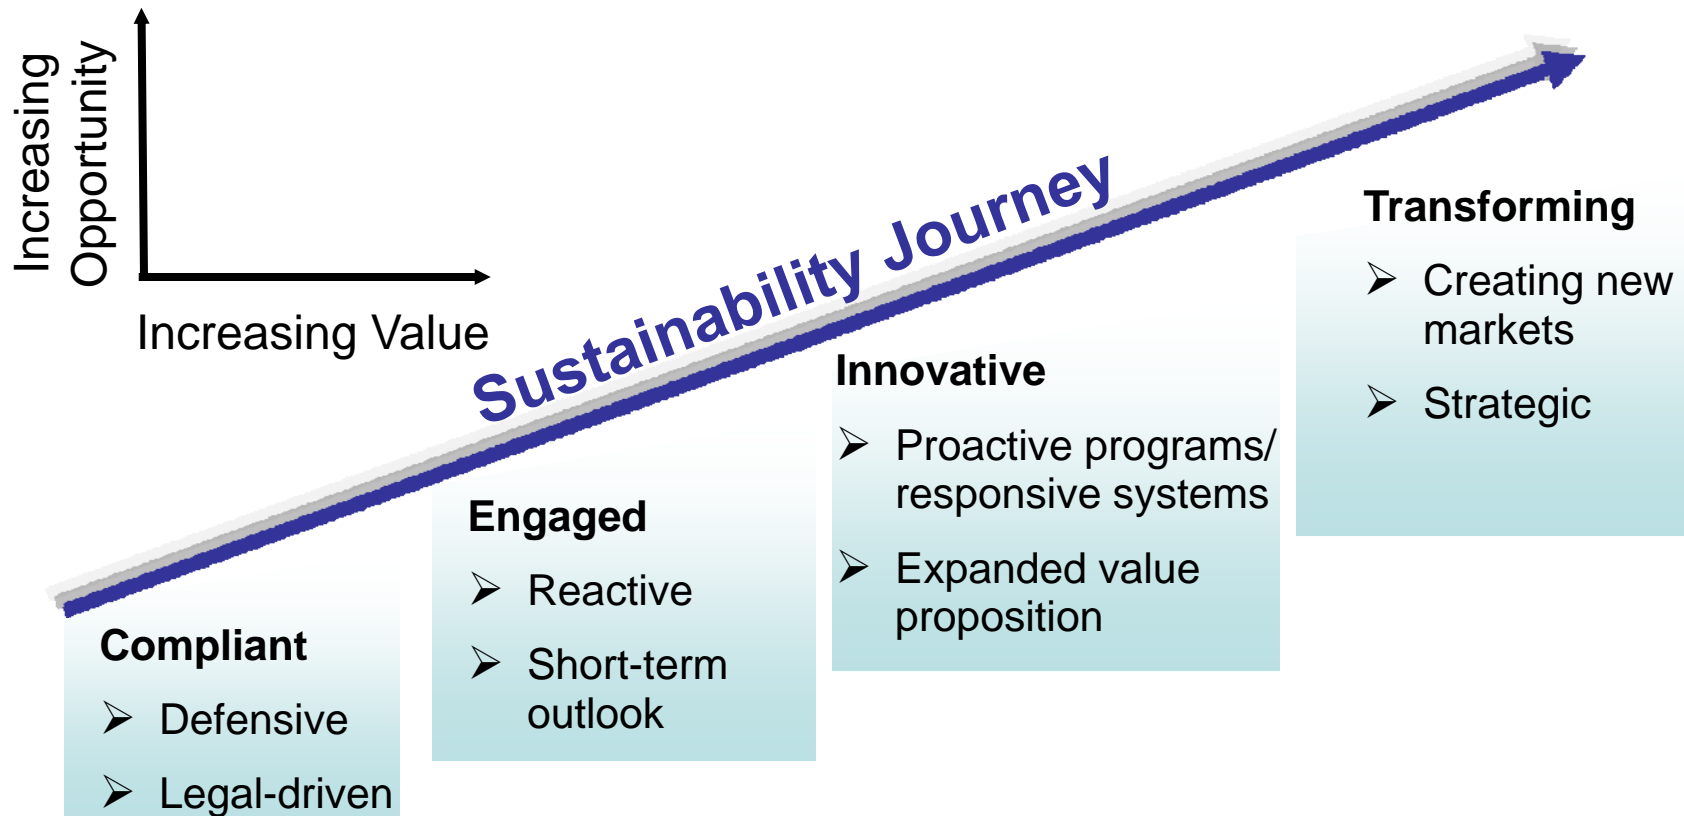 Increasing
Opportunity
Increasing Value
Sustainability Journey
Compliant
➢ Defensive
➢ Legal-driven
Engaged
➢ Reactive
➢ Short-term
outlook
Innovative
➢ Proactive programs/
responsive systems
➢ Expanded value
proposition
Transforming
➢ Creating new
markets
➢ Strategic